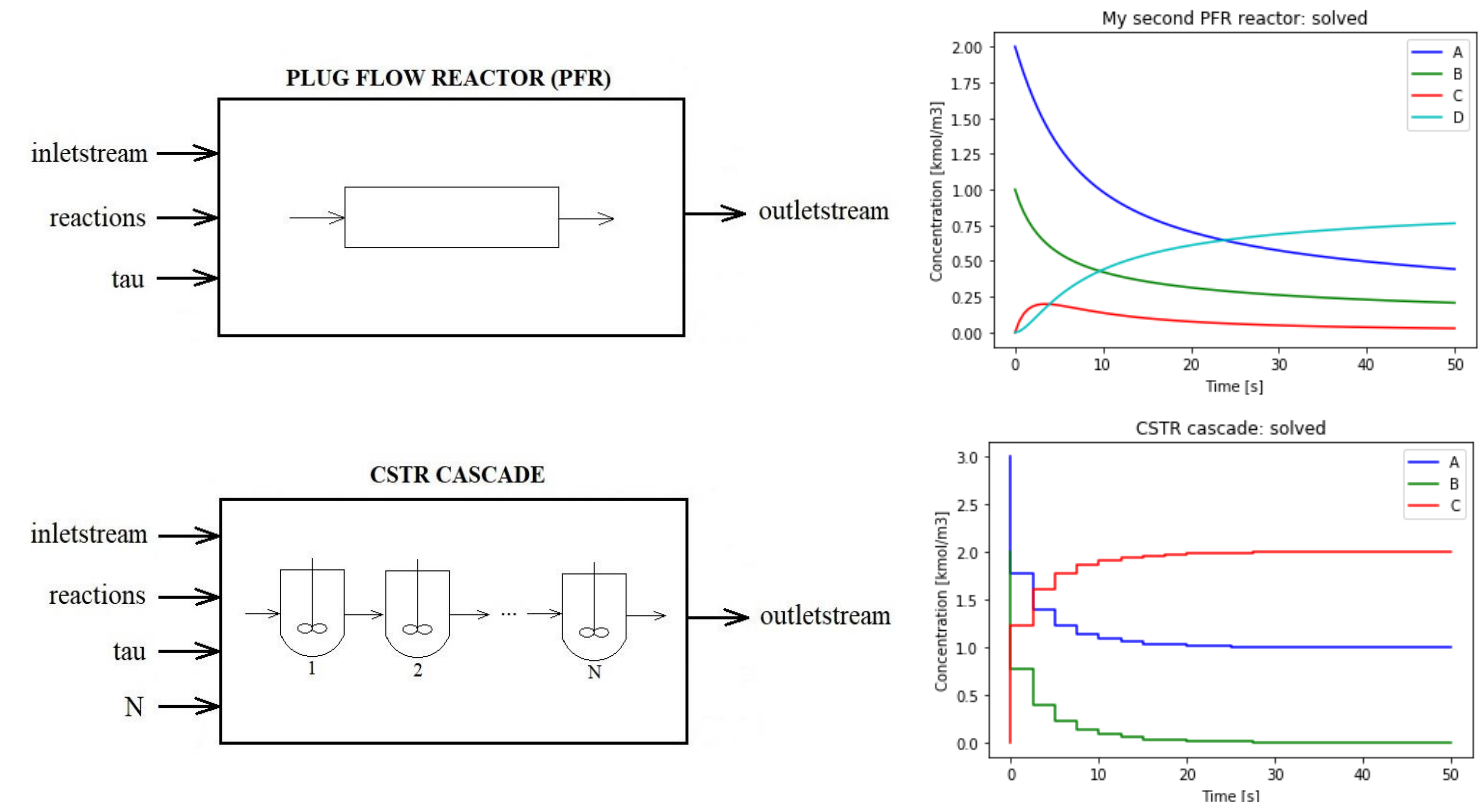 PLUG FLOW REACTOR (PFR)
inletstream
reactions
tau
outletstream
My second PFR reactor: solved
Concentration [kmol/m3]
2.00
1.75
1.50
1.25
1.00
0.75
0.50
0.25
0.00
A
B
C
D
0 10 20 30 40 50
Time [s]
CSTR CASCADE
inletstream
reactions
tau
N
1 2 ... N
outletstream
CSTR cascade: solved
Concentration [kmol/m3]
3.0
2.5
2.0
1.5
1.0
0.5
0.0
A
B
C
0 10 20 30 40 50
Time [s]